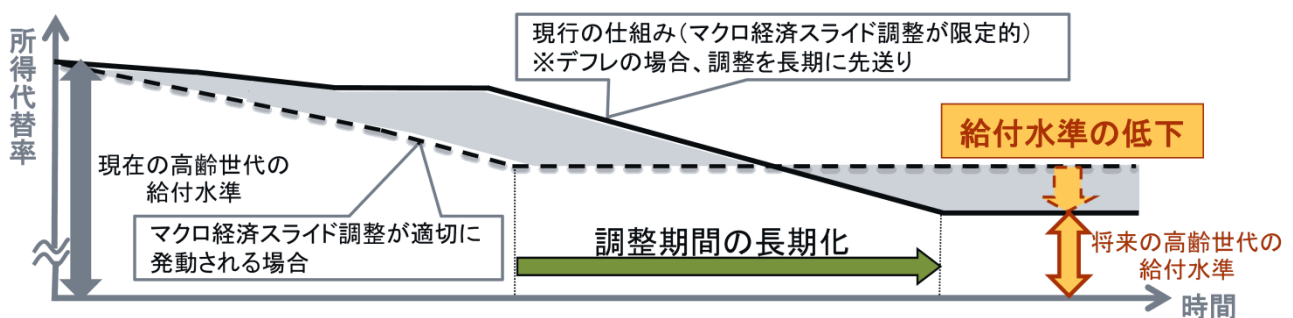 所得代替率
現行の仕組み(マクロ経済スライド調整が限定的)
※デフレの場合、調整を長期に先送り
給付水準の低下
現在の高齢世代の
給付水準
マクロ経済スライド調整が適切に
発動される場合
調整期間の長期化
将来の高齢世代の
給付水準
時間